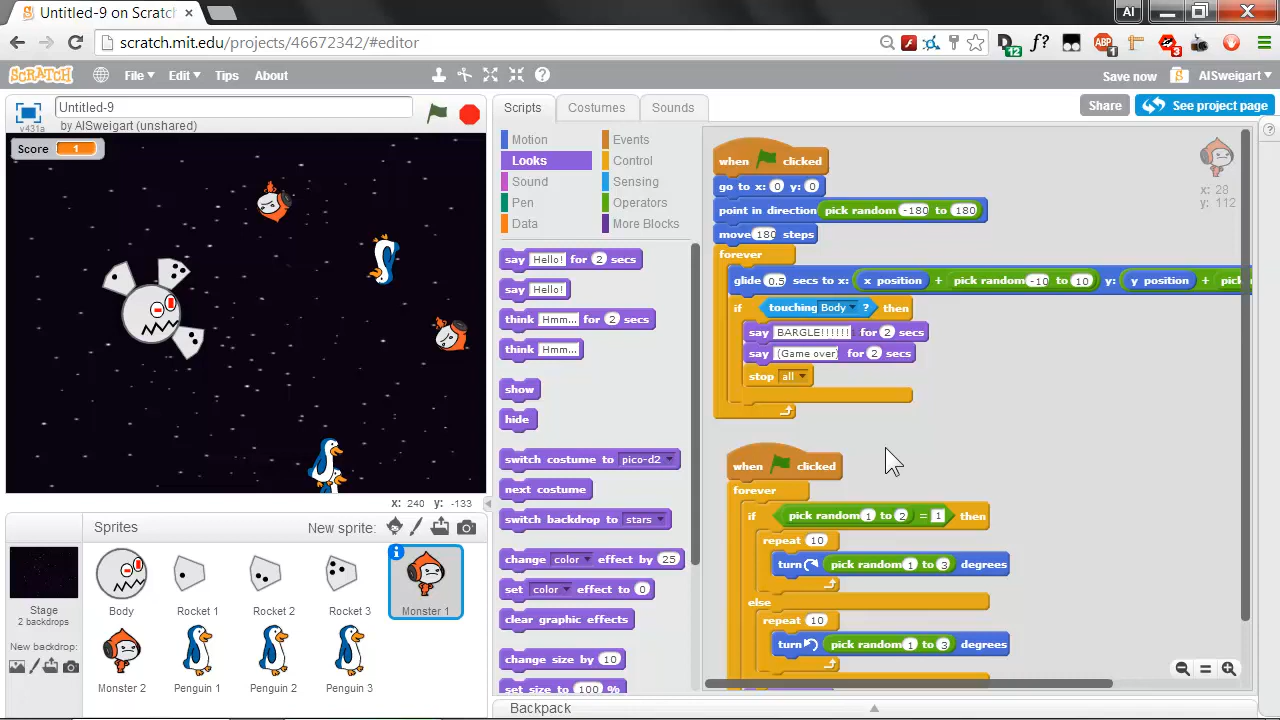 Untitled-9 on Scratch
AI
scratch.mit.edu/projects/46672342/#editor
12
f?
ABP
1
3
SCRATCH
File
Edit
Tips
About
Save now
AlSweigart
Untitled-9
by AlSweigart (unshared)
v431a
Scripts
Costumes
Sounds
Share
See project page
Score 1
Motion
Events
Looks
Control
Sound
Sensing
Pen
Operators
Data
More Blocks
say Hello! for 2 secs
say Hello!
think Hmm... for 2 secs
think Hmm...
show
hide
switch costume to pico-d2
next costume
switch backdrop to stars
change color effect by 25
set color effect to 0
clear graphic effects
change size by 10
set size to 100 %
when clicked
go to x: 0 y: 0
point in direction pick random -180 to 180
move 180 steps
forever
glide 0.5 secs to x: x position + pick random -10 to 10 y: y position +
if touching Body ? then
say BARGLE!!!!!! for 2 secs
say (Game over) for 2 secs
stop all
when clicked
forever
if pick random 1 to 2 = 1 then
repeat 10
turn pick random 1 to 3 degrees
else
repeat 10
turn pick random 1 to 3 degrees
x: 28
y: 112
x: 240 y: -133
Sprites
New sprite:
Stage
2 backdrops
New backdrop:
Body
Rocket 1
Rocket 2
Rocket 3
Monster 1
Monster 2
Penguin 1
Penguin 2
Penguin 3
Backpack